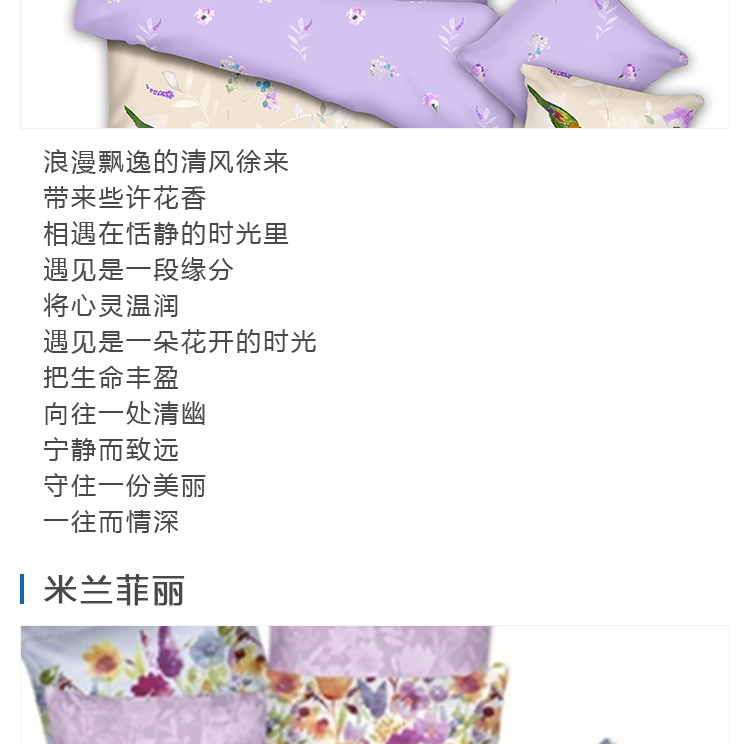 浪漫飘逸的清风徐来
带来些许花香
相遇在恬静的时光里
遇见是一段缘分
将心灵温润
遇见是一朵花开的时光
把生命丰盈
向往一处清幽
宁静而致远
守住一份美丽
一往而情深
米兰菲丽